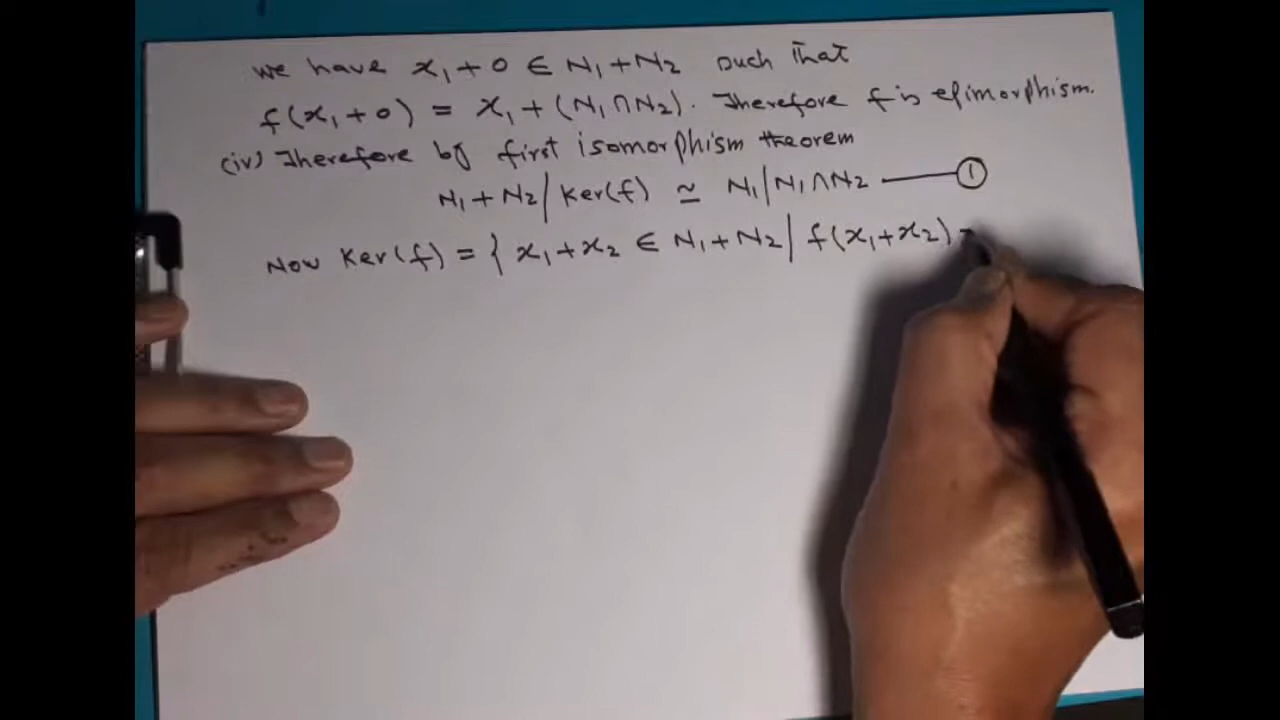 we have x₁ + 0 ∈ N₁ + N₂ such that
f(x₁ + 0) = x₁ + (N₁ ∩ N₂). Therefore f is epimorphism.
(iv) Therefore by first isomorphism theorem
N₁ + N₂ | Ker(f) ≃ N₁ | N₁ ∩ N₂ —— ①
Now Ker(f) = { x₁ + x₂ ∈ N₁ + N₂ | f(x₁ + x₂) =